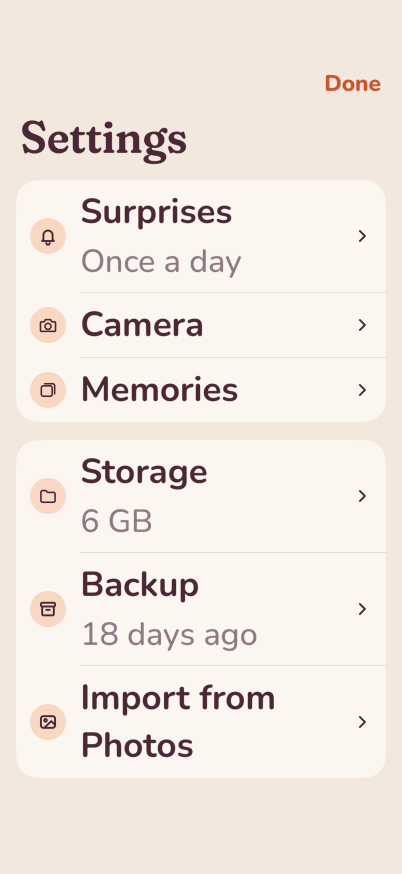 Done
Settings
Surprises
Once a day
Camera
Memories
Storage
6 GB
Backup
18 days ago
Import from
Photos